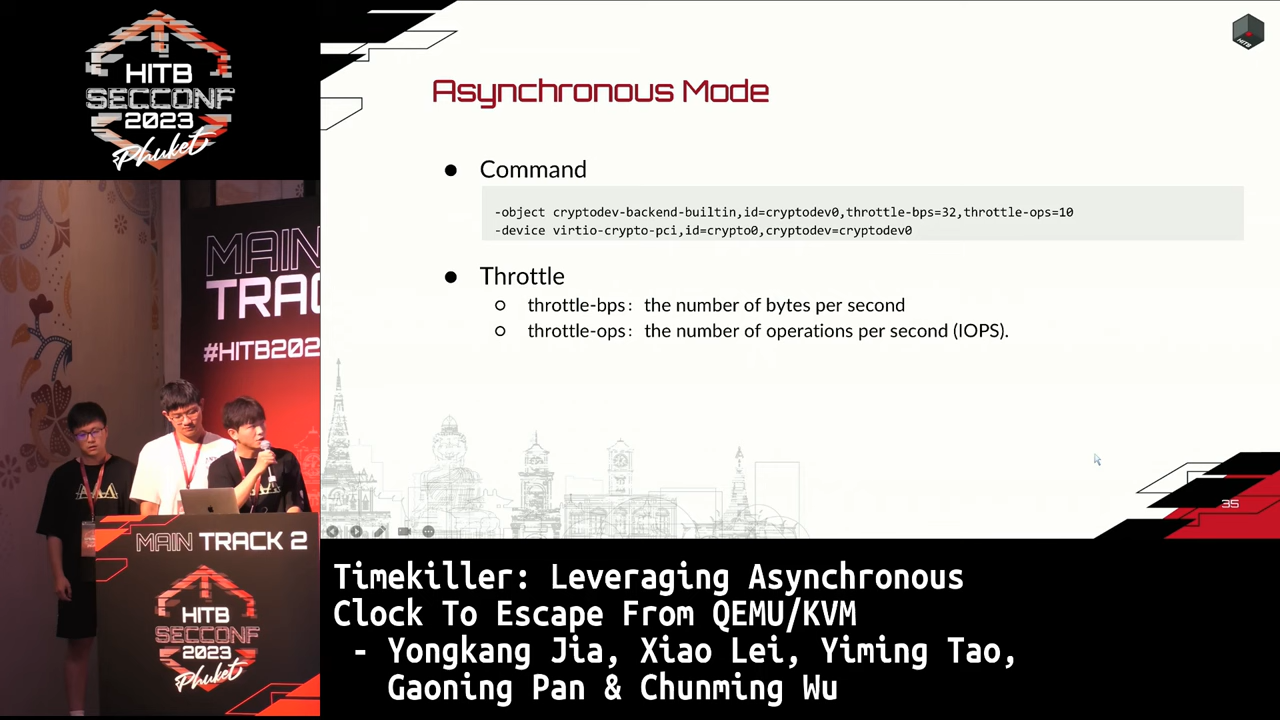 HITB
SECCONF
2023
Phuket
HITB
Asynchronous Mode
● Command
-object cryptodev-backend-builtin,id=cryptodev0,throttle-bps=32,throttle-ops=10
-device virtio-crypto-pci,id=crypto0,cryptodev=cryptodev0
● Throttle
○ throttle-bps: the number of bytes per second
○ throttle-ops: the number of operations per second (IOPS).
35
MAIN
TRAC
#HITB202
AAA
MAIN TRACK 2
HITB
SECCONF
2023
Phuket
Timekiller: Leveraging Asynchronous
Clock To Escape From QEMU/KVM
- Yongkang Jia, Xiao Lei, Yiming Tao,
Gaoning Pan & Chunming Wu